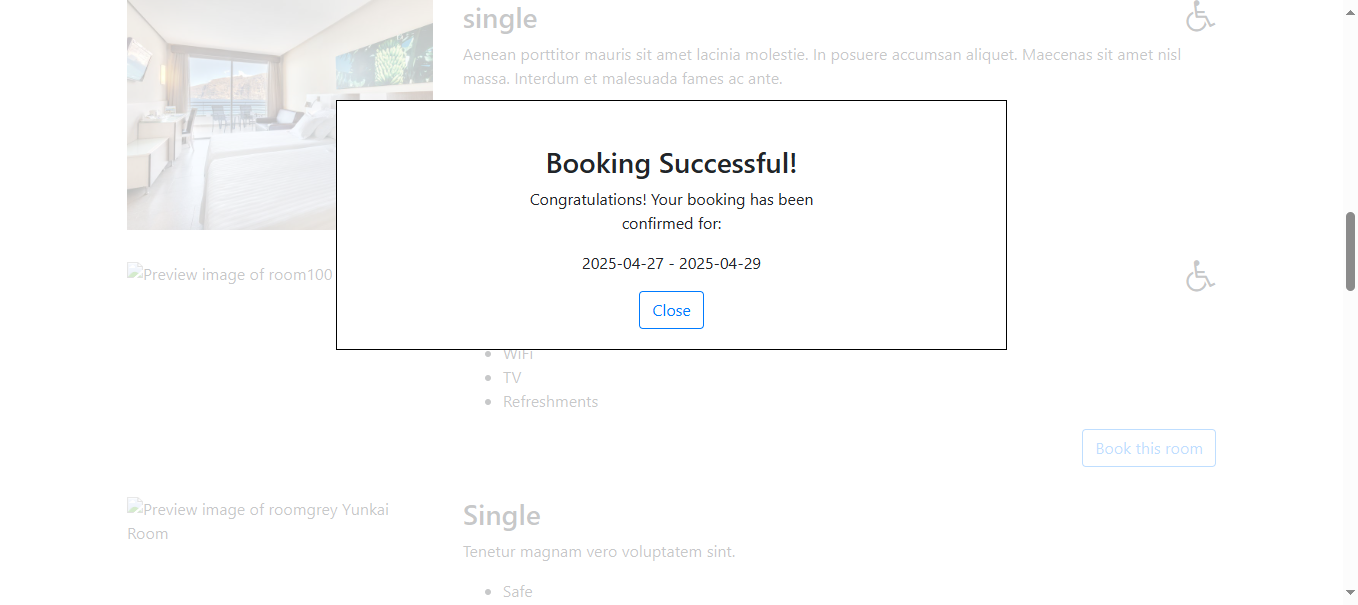 single
Aenean porttitor mauris sit amet lacinia molestie. In posuere accumsan aliquet. Maecenas sit amet nisl
massa. Interdum et malesuada fames ac ante.
Booking Successful!
Congratulations! Your booking has been
confirmed for:
2025-04-27 - 2025-04-29
Close
Preview image of room100
WiFi
TV
Refreshments
Book this room
Preview image of roomgrey Yunkai
Room
Single
Tenetur magnam vero voluptatem sint.
Safe